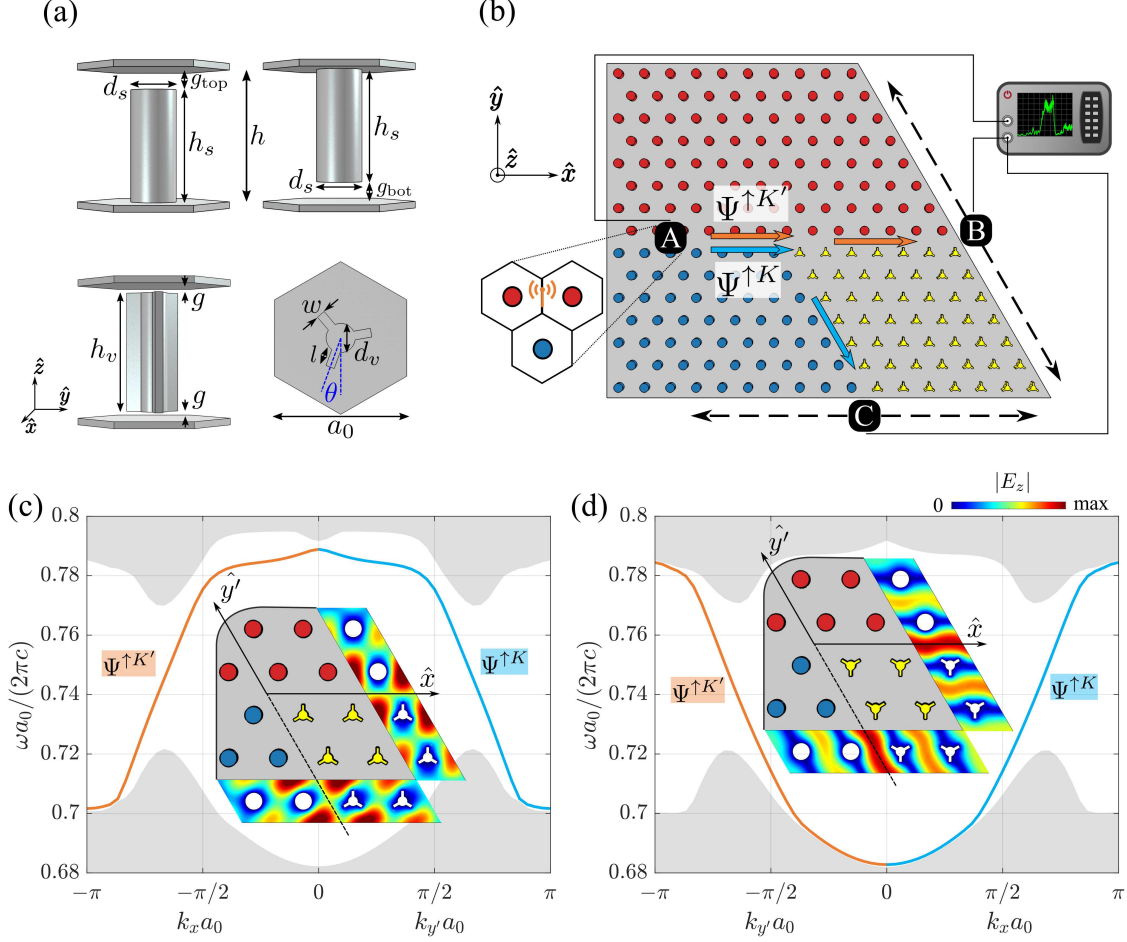 (a)
d_s
g_top
h_s
h
h_s
d_s
g_bot
g
h_v
g
ẑ
ŷ
x̂
w
l
d_v
θ
a_0
(b)
ŷ
ẑ
x̂
A
B
C
Ψ^{↑K'}
Ψ^{↑K}
(c)
ωa_0/(2πc)
0.8
0.78
0.76
0.74
0.72
0.7
0.68
ŷ'
x̂
Ψ^{↑K'}
Ψ^{↑K}
−π
−π/2
0
π/2
π
k_x a_0
k_{y'} a_0
(d)
|E_z|
0
max
ωa_0/(2πc)
0.8
0.78
0.76
0.74
0.72
0.7
0.68
ŷ'
x̂
Ψ^{↑K'}
Ψ^{↑K}
−π
−π/2
0
π/2
π
k_{y'} a_0
k_x a_0